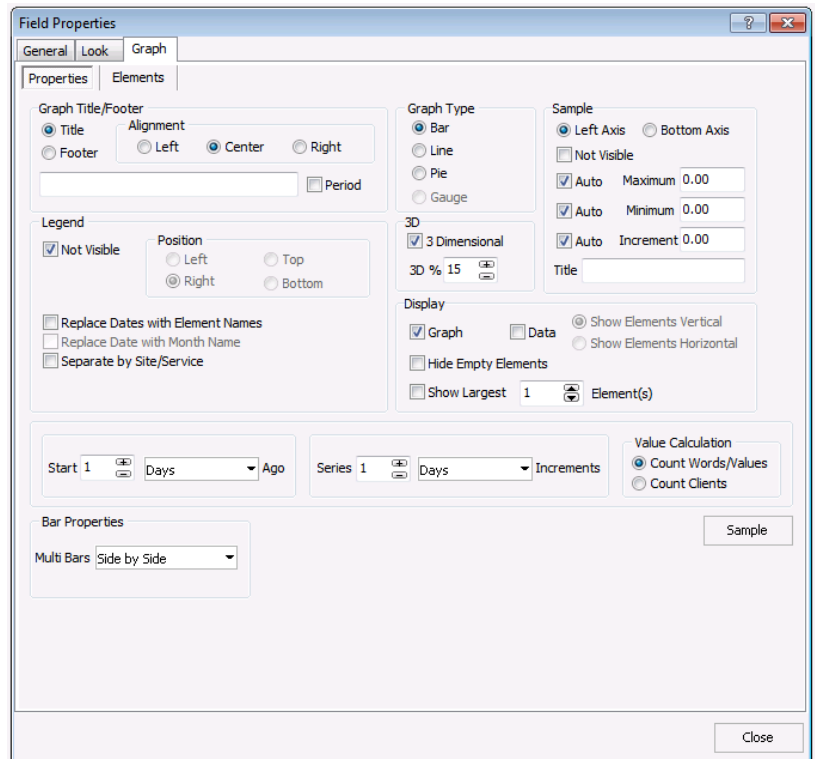 Field Properties
?
General Look Graph
Properties Elements
Graph Title/Footer
Title
Footer
Alignment
Left Center Right
Period
Graph Type
Bar
Line
Pie
Gauge
Sample
Left Axis Bottom Axis
Not Visible
Auto Maximum 0.00
Auto Minimum 0.00
Auto Increment 0.00
Title
Legend
Not Visible
Position
Left Top
Right Bottom
Replace Dates with Element Names
Replace Date with Month Name
Separate by Site/Service
3D
3 Dimensional
3D % 15
Display
Graph Data
Show Elements Vertical
Show Elements Horizontal
Hide Empty Elements
Show Largest 1 Element(s)
Start 1 Days Ago
Series 1 Days Increments
Value Calculation
Count Words/Values
Count Clients
Bar Properties
Multi Bars Side by Side
Sample
Close